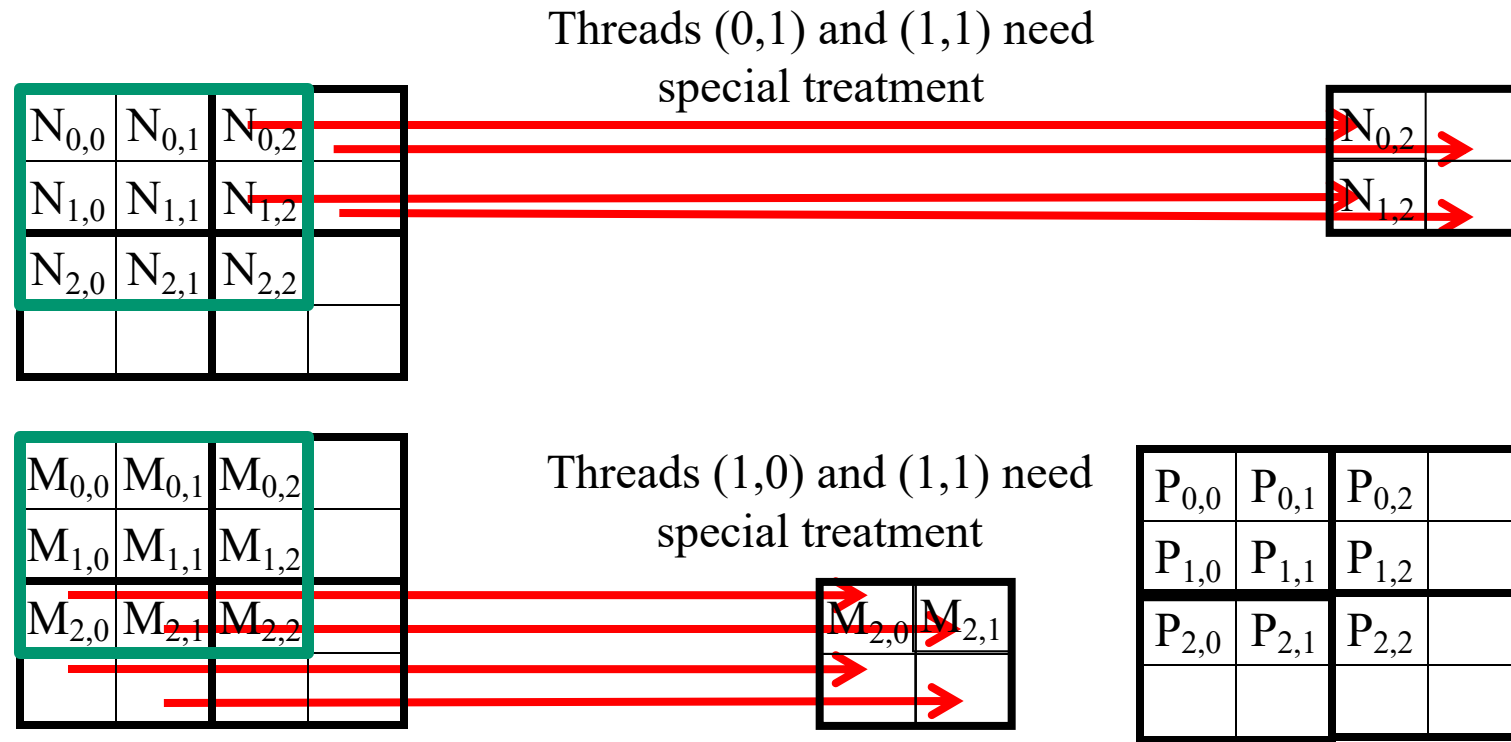 Threads (0,1) and (1,1) need
special treatment
N0,0 N0,1 N0,2
N1,0 N1,1 N1,2
N2,0 N2,1 N2,2
N0,2
N1,2
Threads (1,0) and (1,1) need
special treatment
M0,0 M0,1 M0,2
M1,0 M1,1 M1,2
M2,0 M2,1 M2,2
M2,0 M2,1
P0,0 P0,1 P0,2
P1,0 P1,1 P1,2
P2,0 P2,1 P2,2